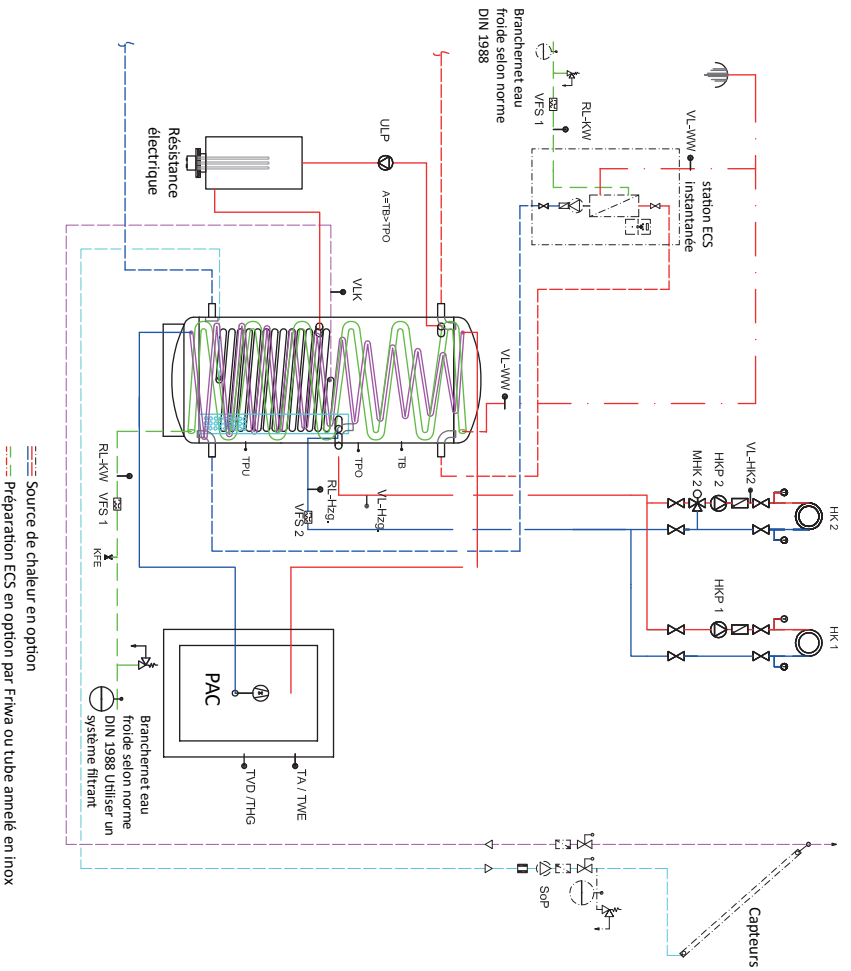 Branchernet eau
froide selon norme
DIN 1988
VFS 1
RL-KW
VL-WW
station ECS
instantanée
ULP
A=TB>TPO
Résistance
électrique
VLK
VL-WW
TPU
TPO
TB
RL-KW
VFS 1
KFE
RL-Hzg.
VFS 2
VL-Hzg.
VL-HK2
HKP 2
MHK 2
HK 2
HKP 1
HK 1
PAC
TVD /THG
TA / TWE
Branchernet eau
froide selon norme
DIN 1988 Utiliser un
système filtrant
SoP
Capteurs
Source de chaleur en option
Préparation ECS en option par Friwa ou tube annelé en inox